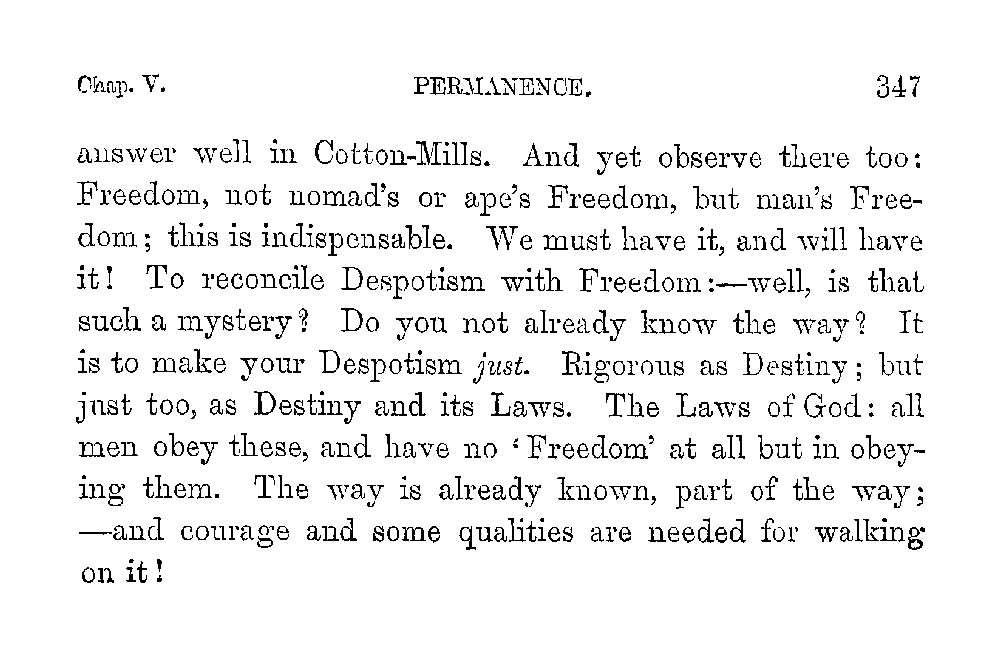 Chap. V. PERMANENCE. 347
answer well in Cotton-Mills. And yet observe there too:
Freedom, not nomad's or ape's Freedom, but man's Free-
dom; this is indispensable. We must have it, and will have
it! To reconcile Despotism with Freedom:—well, is that
such a mystery? Do you not already know the way? It
is to make your Despotism just. Rigorous as Destiny; but
just too, as Destiny and its Laws. The Laws of God: all
men obey these, and have no ‘Freedom’ at all but in obey-
ing them. The way is already known, part of the way;
—and courage and some qualities are needed for walking
on it!